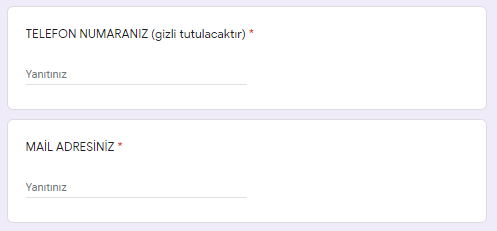 TELEFON NUMARANIZ (gizli tutulacaktır) *
Yanıtınız
MAİL ADRESİNİZ *
Yanıtınız